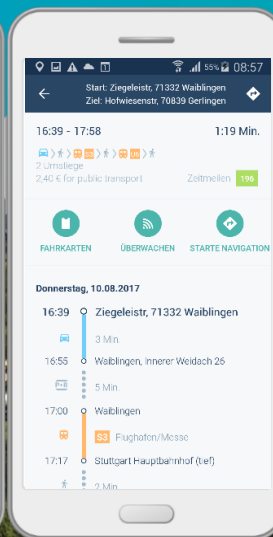 55% 08:57
Start: Ziegeleistr, 71332 Waiblingen
Ziel: Hofwiesenstr, 70839 Gerlingen
16:39 - 17:58 1:19 Min.
2 Umstiege
2,40 € for public transport Zeitmeilen 196
FAHRKARTEN ÜBERWACHEN STARTE NAVIGATION
Donnerstag, 10.08.2017
16:39 Ziegeleistr, 71332 Waiblingen
3 Min.
16:55 Waiblingen, Innerer Weidach 26
P+R 5 Min.
17:00 Waiblingen
S3 Flughafen/Messe
17:17 Stuttgart Hauptbahnhof (tief)
2 Min.